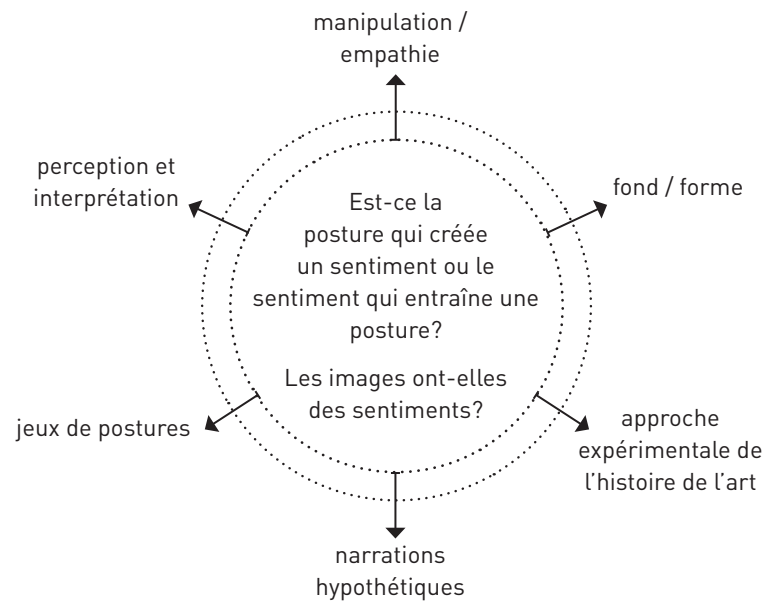 manipulation /
empathie
perception et
interprétation
fond / forme
Est-ce la
posture qui créée
un sentiment ou le
sentiment qui entraîne une
posture?
Les images ont-elles
des sentiments?
jeux de postures
approche
expérimentale de
l'histoire de l'art
narrations
hypothétiques